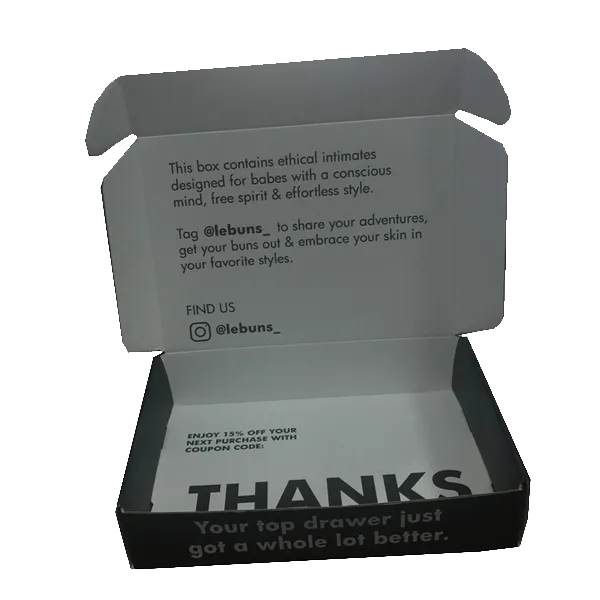 This box contains ethical intimates
designed for babes with a conscious
mind, free spirit & effortless style.
Tag @lebuns_ to share your adventures,
get your buns out & embrace your skin in
your favorite styles.
FIND US
@lebuns_
ENJOY 15% OFF YOUR
NEXT PURCHASE WITH
COUPON CODE:
THANKS
Your top drawer just
got a whole lot better.